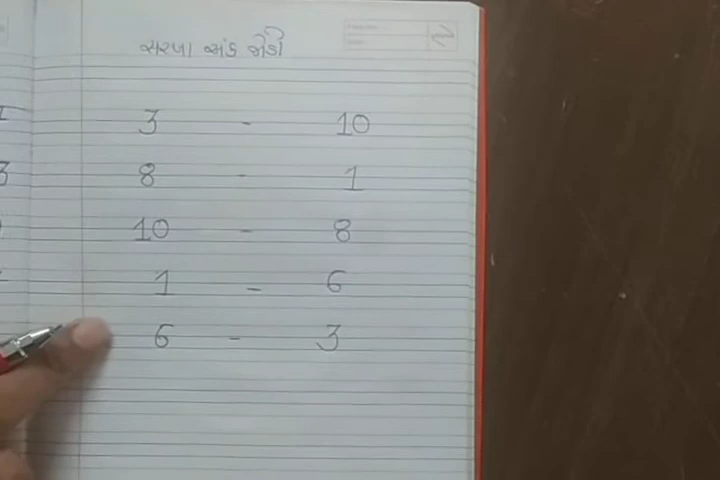 સરખા અંક જોડો
3 - 10
8 - 1
10 - 8
1 - 6
6 - 3